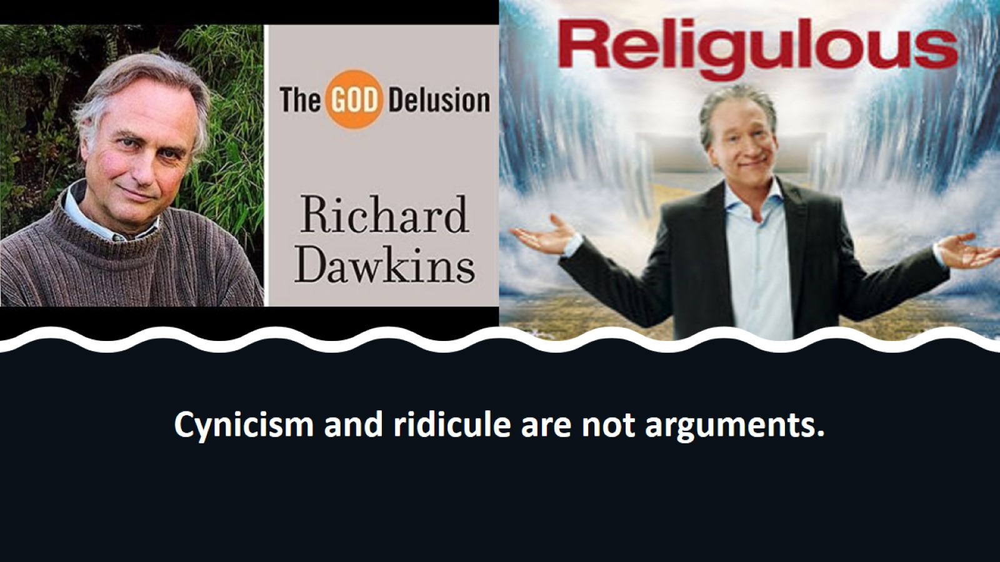 The GOD Delusion
Richard
Dawkins
Religulous
Cynicism and ridicule are not arguments.